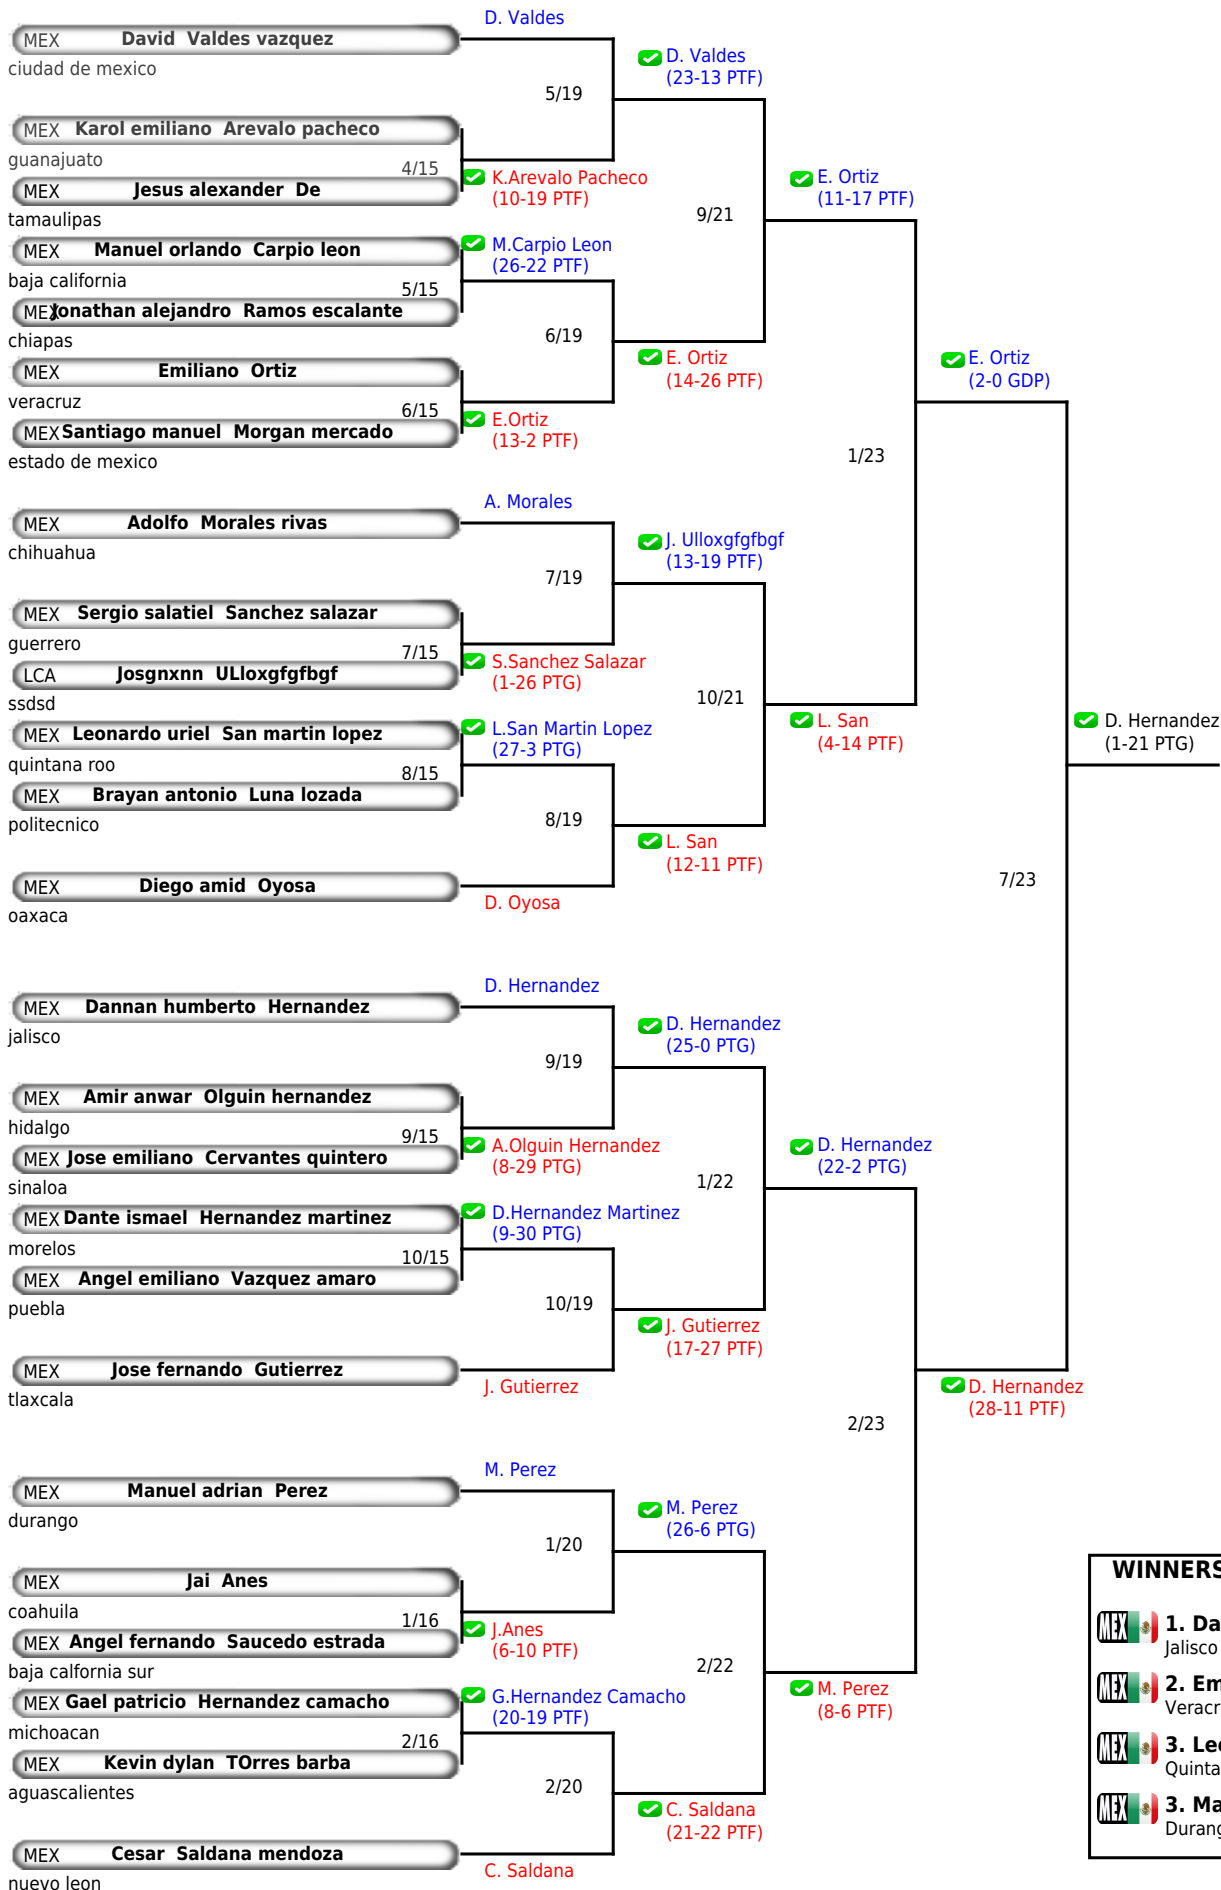 D. Valdes
MEX David Valdes vazquez
ciudad de mexico
D. Valdes
(23-13 PTF)
5/19
MEX Karol emiliano Arevalo pacheco
guanajuato
4/15
K.Arevalo Pacheco
(10-19 PTF)
MEX Jesus alexander De
tamaulipas
E. Ortiz
(11-17 PTF)
9/21
MEX Manuel orlando Carpio leon
baja california
M.Carpio Leon
(26-22 PTF)
5/15
MEX Jonathan alejandro Ramos escalante
chiapas
6/19
E. Ortiz
(14-26 PTF)
E. Ortiz
(2-0 GDP)
MEX Emiliano Ortiz
veracruz
6/15
E.Ortiz
(13-2 PTF)
MEX Santiago manuel Morgan mercado
estado de mexico
1/23
A. Morales
MEX Adolfo Morales rivas
chihuahua
J. Ulloxgfgfbgf
(13-19 PTF)
7/19
MEX Sergio salatiel Sanchez salazar
guerrero
7/15
S.Sanchez Salazar
(1-26 PTG)
LCA Josgnxnn ULloxgfgfbgf
ssdsd
10/21
L. San
(4-14 PTF)
D. Hernandez
(1-21 PTG)
MEX Leonardo uriel San martin lopez
quintana roo
L.San Martin Lopez
(27-3 PTG)
8/15
MEX Brayan antonio Luna lozada
politecnico
8/19
L. San
(12-11 PTF)
MEX Diego amid Oyosa
oaxaca
D. Oyosa
7/23
D. Hernandez
MEX Dannan humberto Hernandez
jalisco
D. Hernandez
(25-0 PTG)
9/19
MEX Amir anwar Olguin hernandez
hidalgo
9/15
A.Olguin Hernandez
(8-29 PTG)
MEX Jose emiliano Cervantes quintero
sinaloa
D. Hernandez
(22-2 PTG)
1/22
MEX Dante ismael Hernandez martinez
morelos
D.Hernandez Martinez
(9-30 PTG)
10/15
MEX Angel emiliano Vazquez amaro
puebla
10/19
J. Gutierrez
(17-27 PTF)
MEX Jose fernando Gutierrez
tlaxcala
J. Gutierrez
D. Hernandez
(28-11 PTF)
2/23
M. Perez
MEX Manuel adrian Perez
durango
M. Perez
(26-6 PTG)
1/20
MEX Jai Anes
coahuila
1/16
J.Anes
(6-10 PTF)
MEX Angel fernando Saucedo estrada
baja calfornia sur
2/22
M. Perez
(8-6 PTF)
MEX Gael patricio Hernandez camacho
michoacan
G.Hernandez Camacho
(20-19 PTF)
2/16
MEX Kevin dylan TOrres barba
aguascalientes
2/20
C. Saldana
(21-22 PTF)
MEX Cesar Saldana mendoza
nuevo leon
C. Saldana
WINNERS
MEX 1. Da
Jalisco
MEX 2. Em
Veracr
MEX 3. Leo
Quinta
MEX 3. Ma
Durang